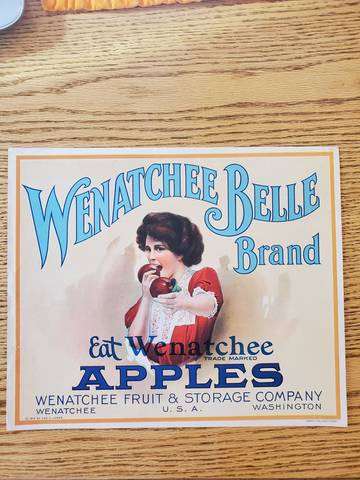 WENATCHEE BELLE
Brand
Eat Wenatchee
TRADE MARKED
APPLES
WENATCHEE FRUIT & STORAGE COMPANY
WENATCHEE U.S.A. WASHINGTON